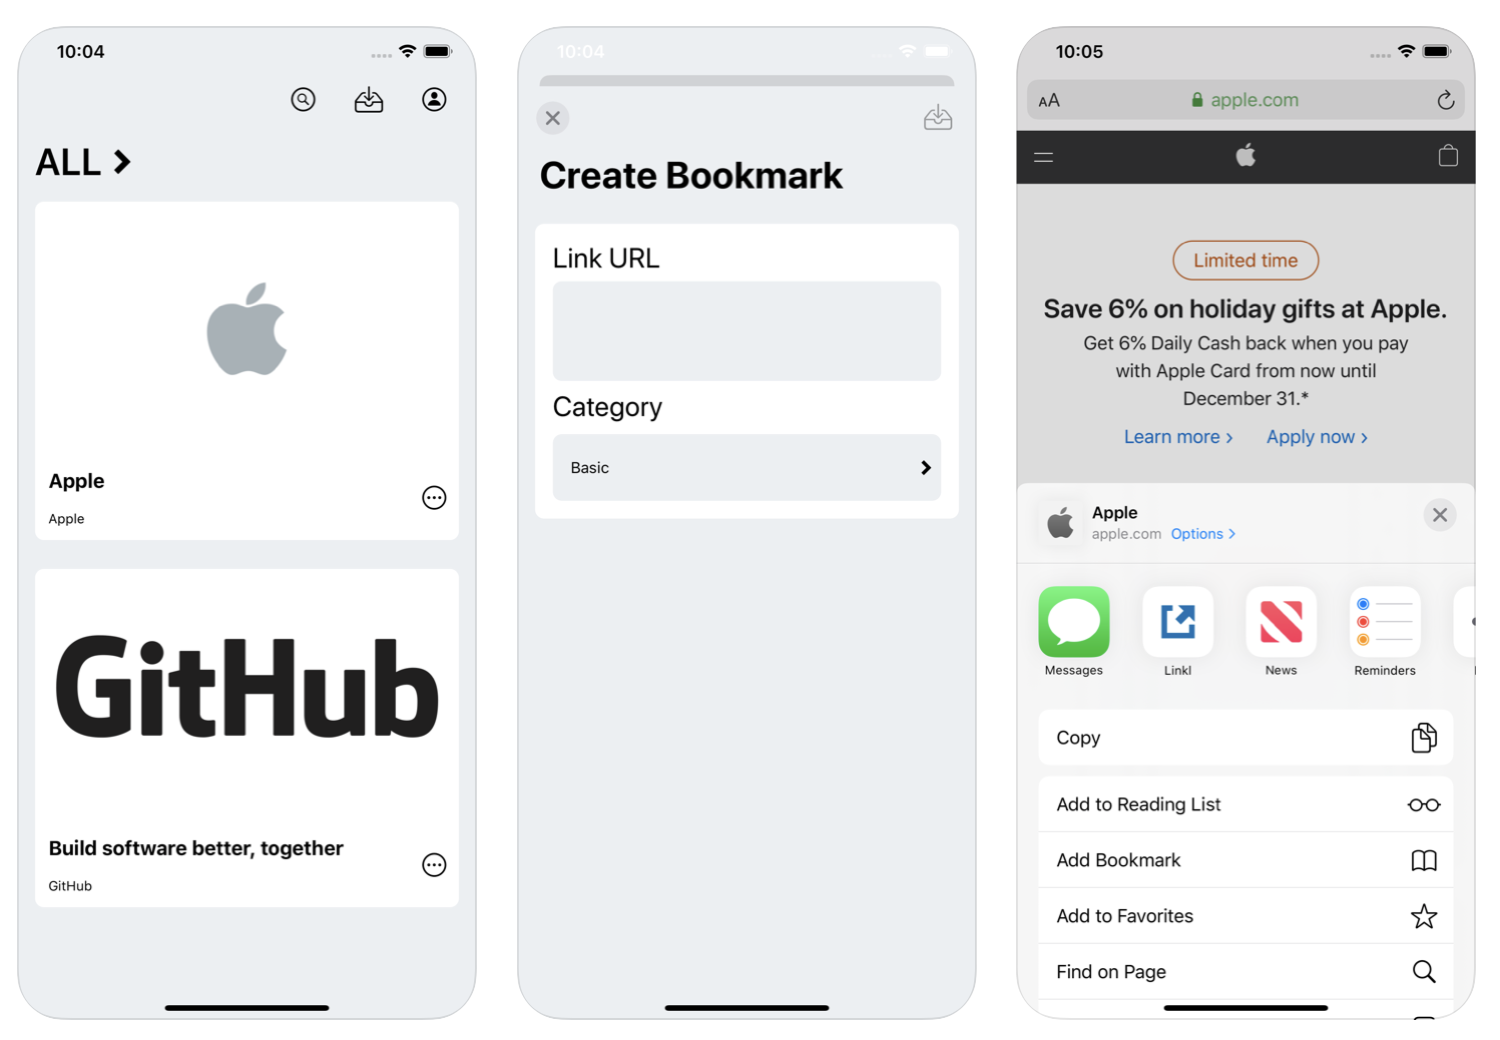 10:04
ALL
Apple
Apple
GitHub
Build software better, together
GitHub
10:04
Create Bookmark
Link URL
Category
Basic
10:05
AA
apple.com
Limited time
Save 6% on holiday gifts at Apple.
Get 6% Daily Cash back when you pay
with Apple Card from now until
December 31.*
Learn more › Apply now ›
Apple
apple.com Options >
Messages Linkl News Reminders
Copy
Add to Reading List
Add Bookmark
Add to Favorites
Find on Page